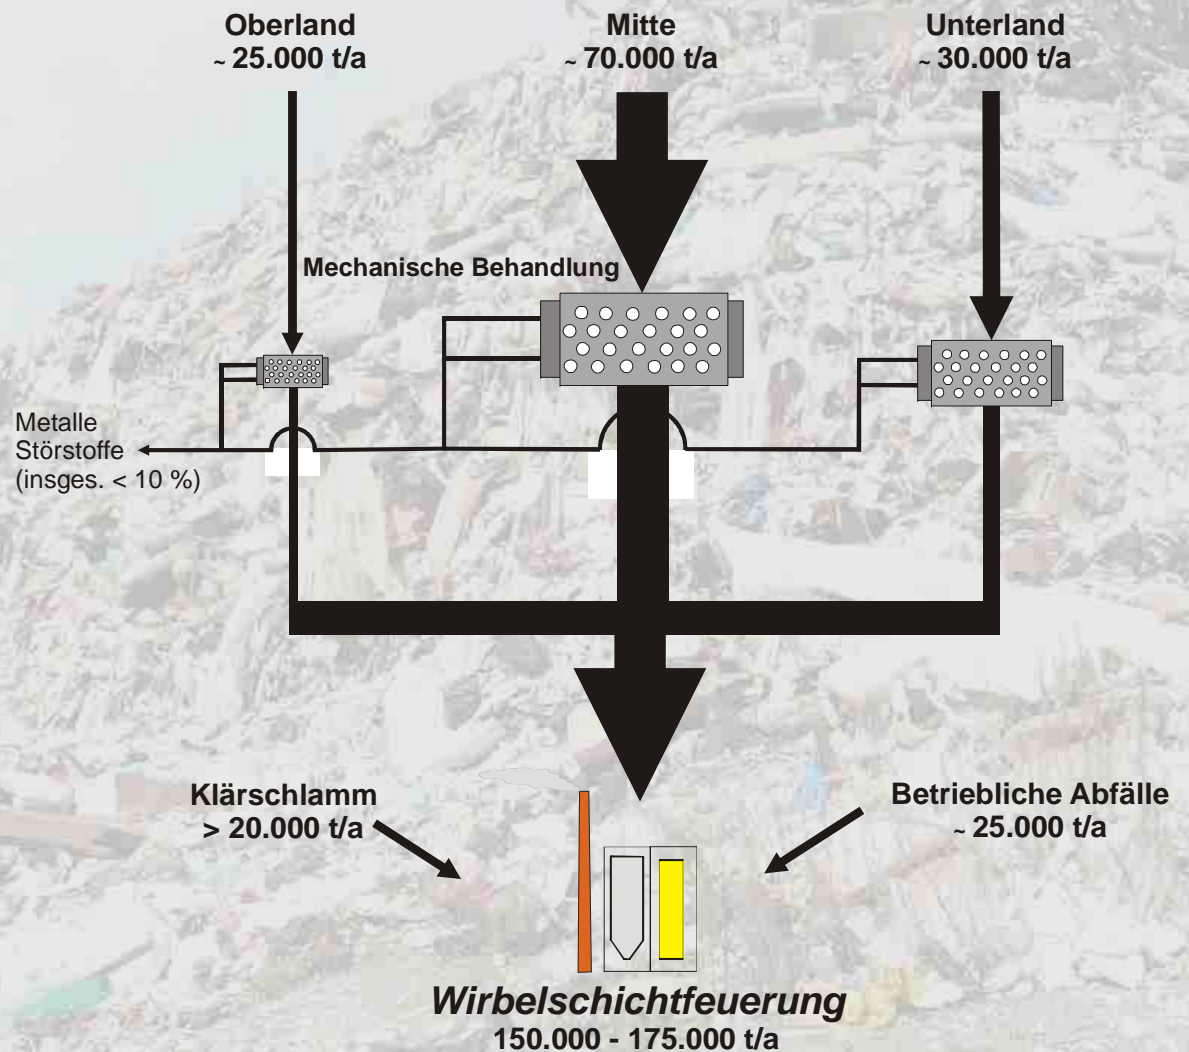 Oberland
~ 25.000 t/a
Mitte
~ 70.000 t/a
Unterland
~ 30.000 t/a
Mechanische Behandlung
Metalle
Störstoffe
(insges. < 10 %)
Klärschlamm
> 20.000 t/a
Betriebliche Abfälle
~ 25.000 t/a
Wirbelschichtfeuerung
150.000 - 175.000 t/a